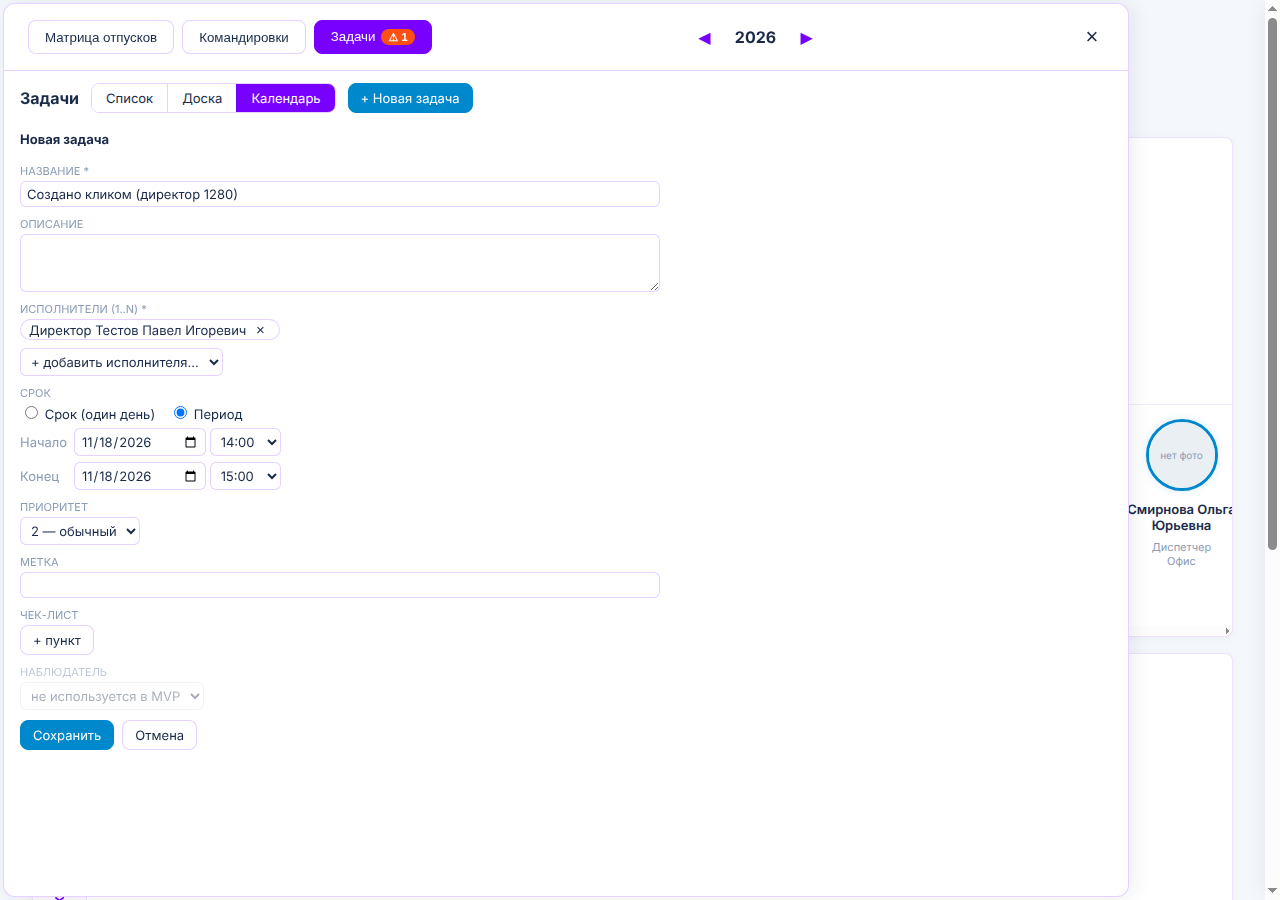 Матрица отпусков Командировки Задачи ⚠ 1 ◀ 2026 ▶ ✕
Задачи Список Доска Календарь + Новая задача
Новая задача
НАЗВАНИЕ *
Создано кликом (директор 1280)
ОПИСАНИЕ
ИСПОЛНИТЕЛИ (1..N) *
Директор Тестов Павел Игоревич ✕
+ добавить исполнителя...
СРОК
Срок (один день) Период
Начало 11/18/2026 14:00
Конец 11/18/2026 15:00
ПРИОРИТЕТ
2 — обычный
МЕТКА
ЧЕК-ЛИСТ
+ пункт
НАБЛЮДАТЕЛЬ
не используется в MVP
Сохранить Отмена
нет фото
Смирнова Ольга
Юрьевна
Диспетчер
Офис